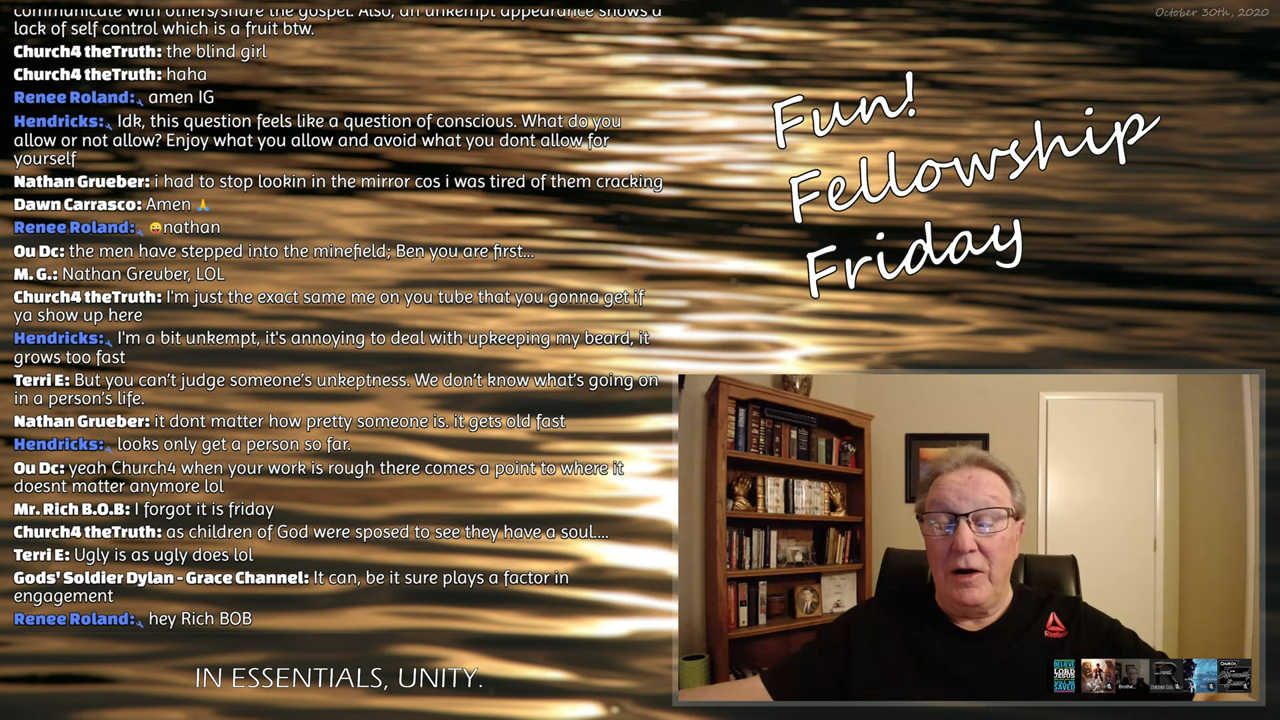 communicate with others/share the gospel. Also, an unkempt appearance shows a
lack of self control which is a fruit btw.
Church4 theTruth: the blind girl
Church4 theTruth: haha
Renee Roland: amen IG
Hendricks: Idk, this question feels like a question of conscious. What do you
allow or not allow? Enjoy what you allow and avoid what you dont allow for
yourself
Nathan Grueber: i had to stop lookin in the mirror cos i was tired of them cracking
Dawn Carrasco: Amen 🙏
Renee Roland: 😜nathan
Ou Dc: the men have stepped into the minefield; Ben you are first...
M. G.: Nathan Greuber, LOL
Church4 theTruth: I'm just the exact same me on you tube that you gonna get if
ya show up here
Hendricks: I'm a bit unkempt, it's annoying to deal with upkeeping my beard, it
grows too fast
Terri E: But you can't judge someone's unkeptness. We don't know what's going on
in a person's life.
Nathan Grueber: it dont matter how pretty someone is. it gets old fast
Hendricks: looks only get a person so far.
Ou Dc: yeah Church4 when your work is rough there comes a point to where it
doesnt matter anymore lol
Mr. Rich B.O.B: I forgot it is friday
Church4 theTruth: as children of God were sposed to see they have a soul....
Terri E: Ugly is as ugly does lol
Gods' Soldier Dylan - Grace Channel: It can, be it sure plays a factor in
engagement
Renee Roland: hey Rich BOB
IN ESSENTIALS, UNITY.
October 30th, 2020
Fun!
Fellowship
Friday
Reebok
BELIEVE
LORD
JESUS
WILL BE
SAVED
Brothe...
CHURCH